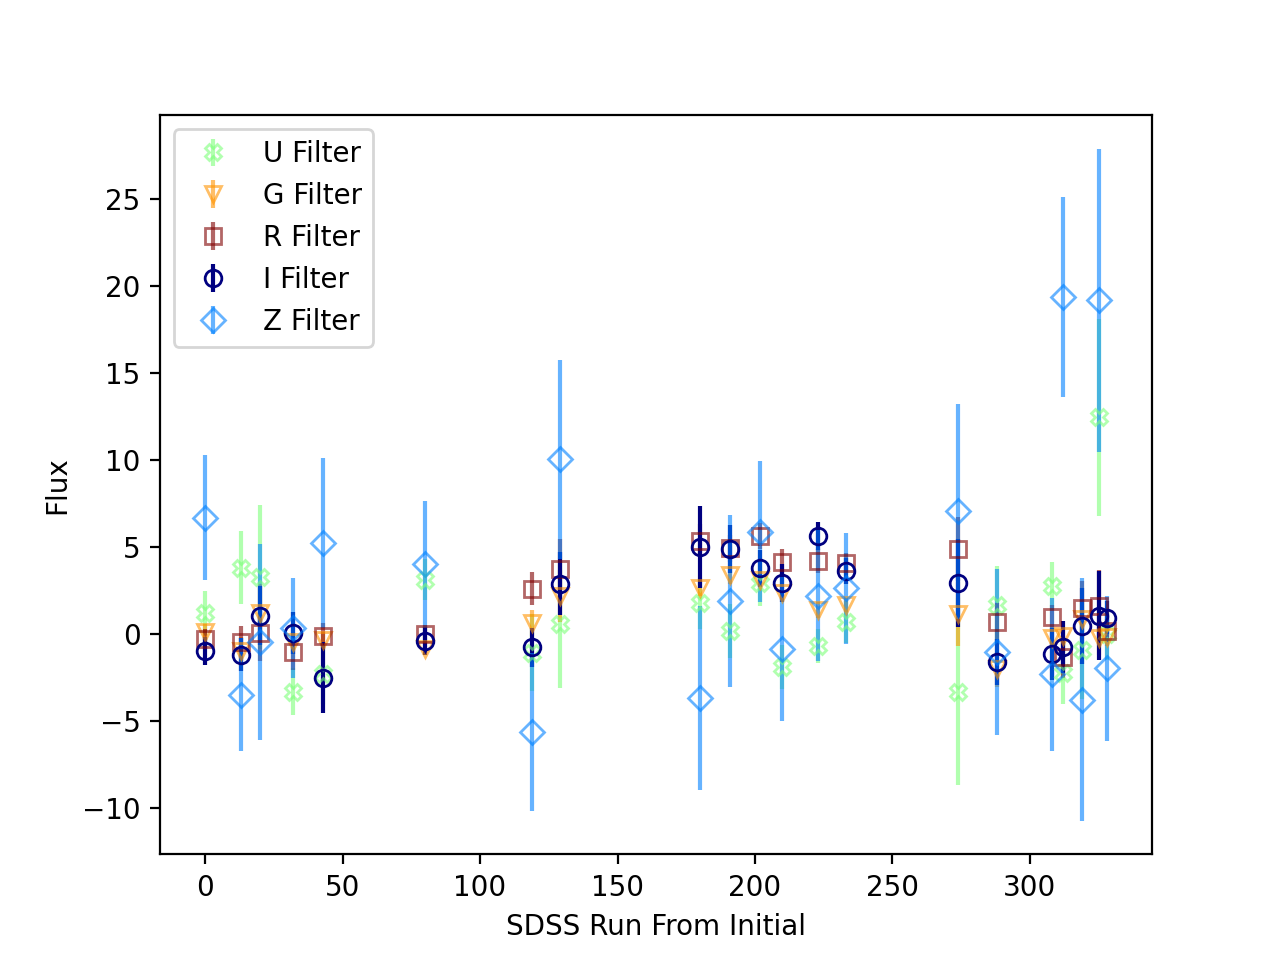 U Filter
G Filter
R Filter
I Filter
Z Filter
25
20
15
10
5
0
−5
−10
Flux
0 50 100 150 200 250 300
SDSS Run From Initial